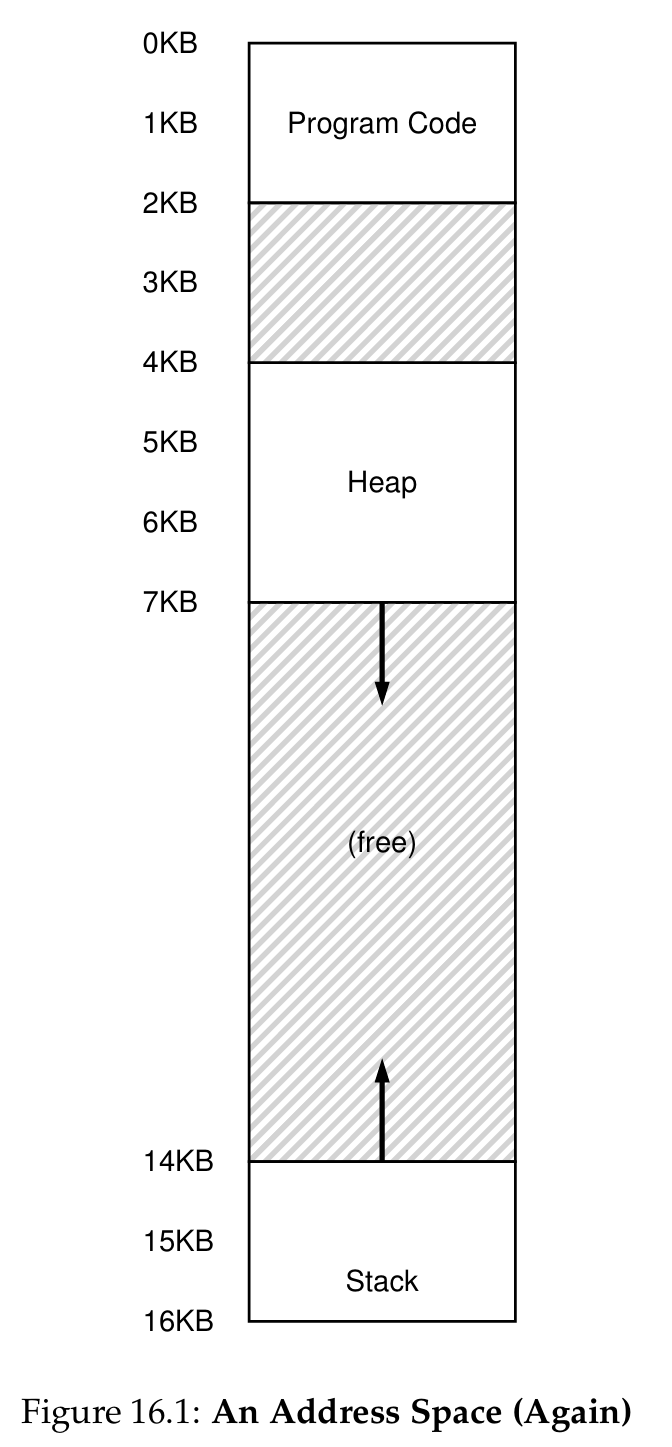 0KB
1KB
Program Code
2KB
3KB
4KB
5KB
Heap
6KB
7KB
(free)
14KB
15KB
Stack
16KB
Figure 16.1: An Address Space (Again)